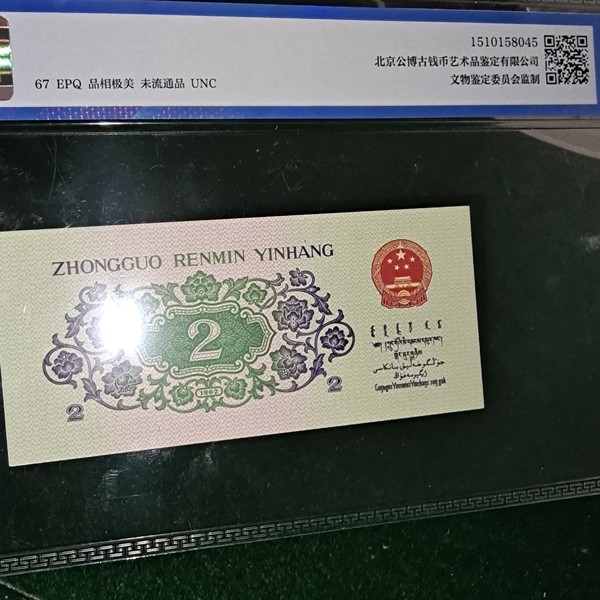 1510158045
北京公博古钱币艺术品鉴定有限公司
67 EPQ 品相极美 未流通品 UNC
文物鉴定委员会监制
ZHONGGUO RENMIN YINHANG
2
1962
2
2